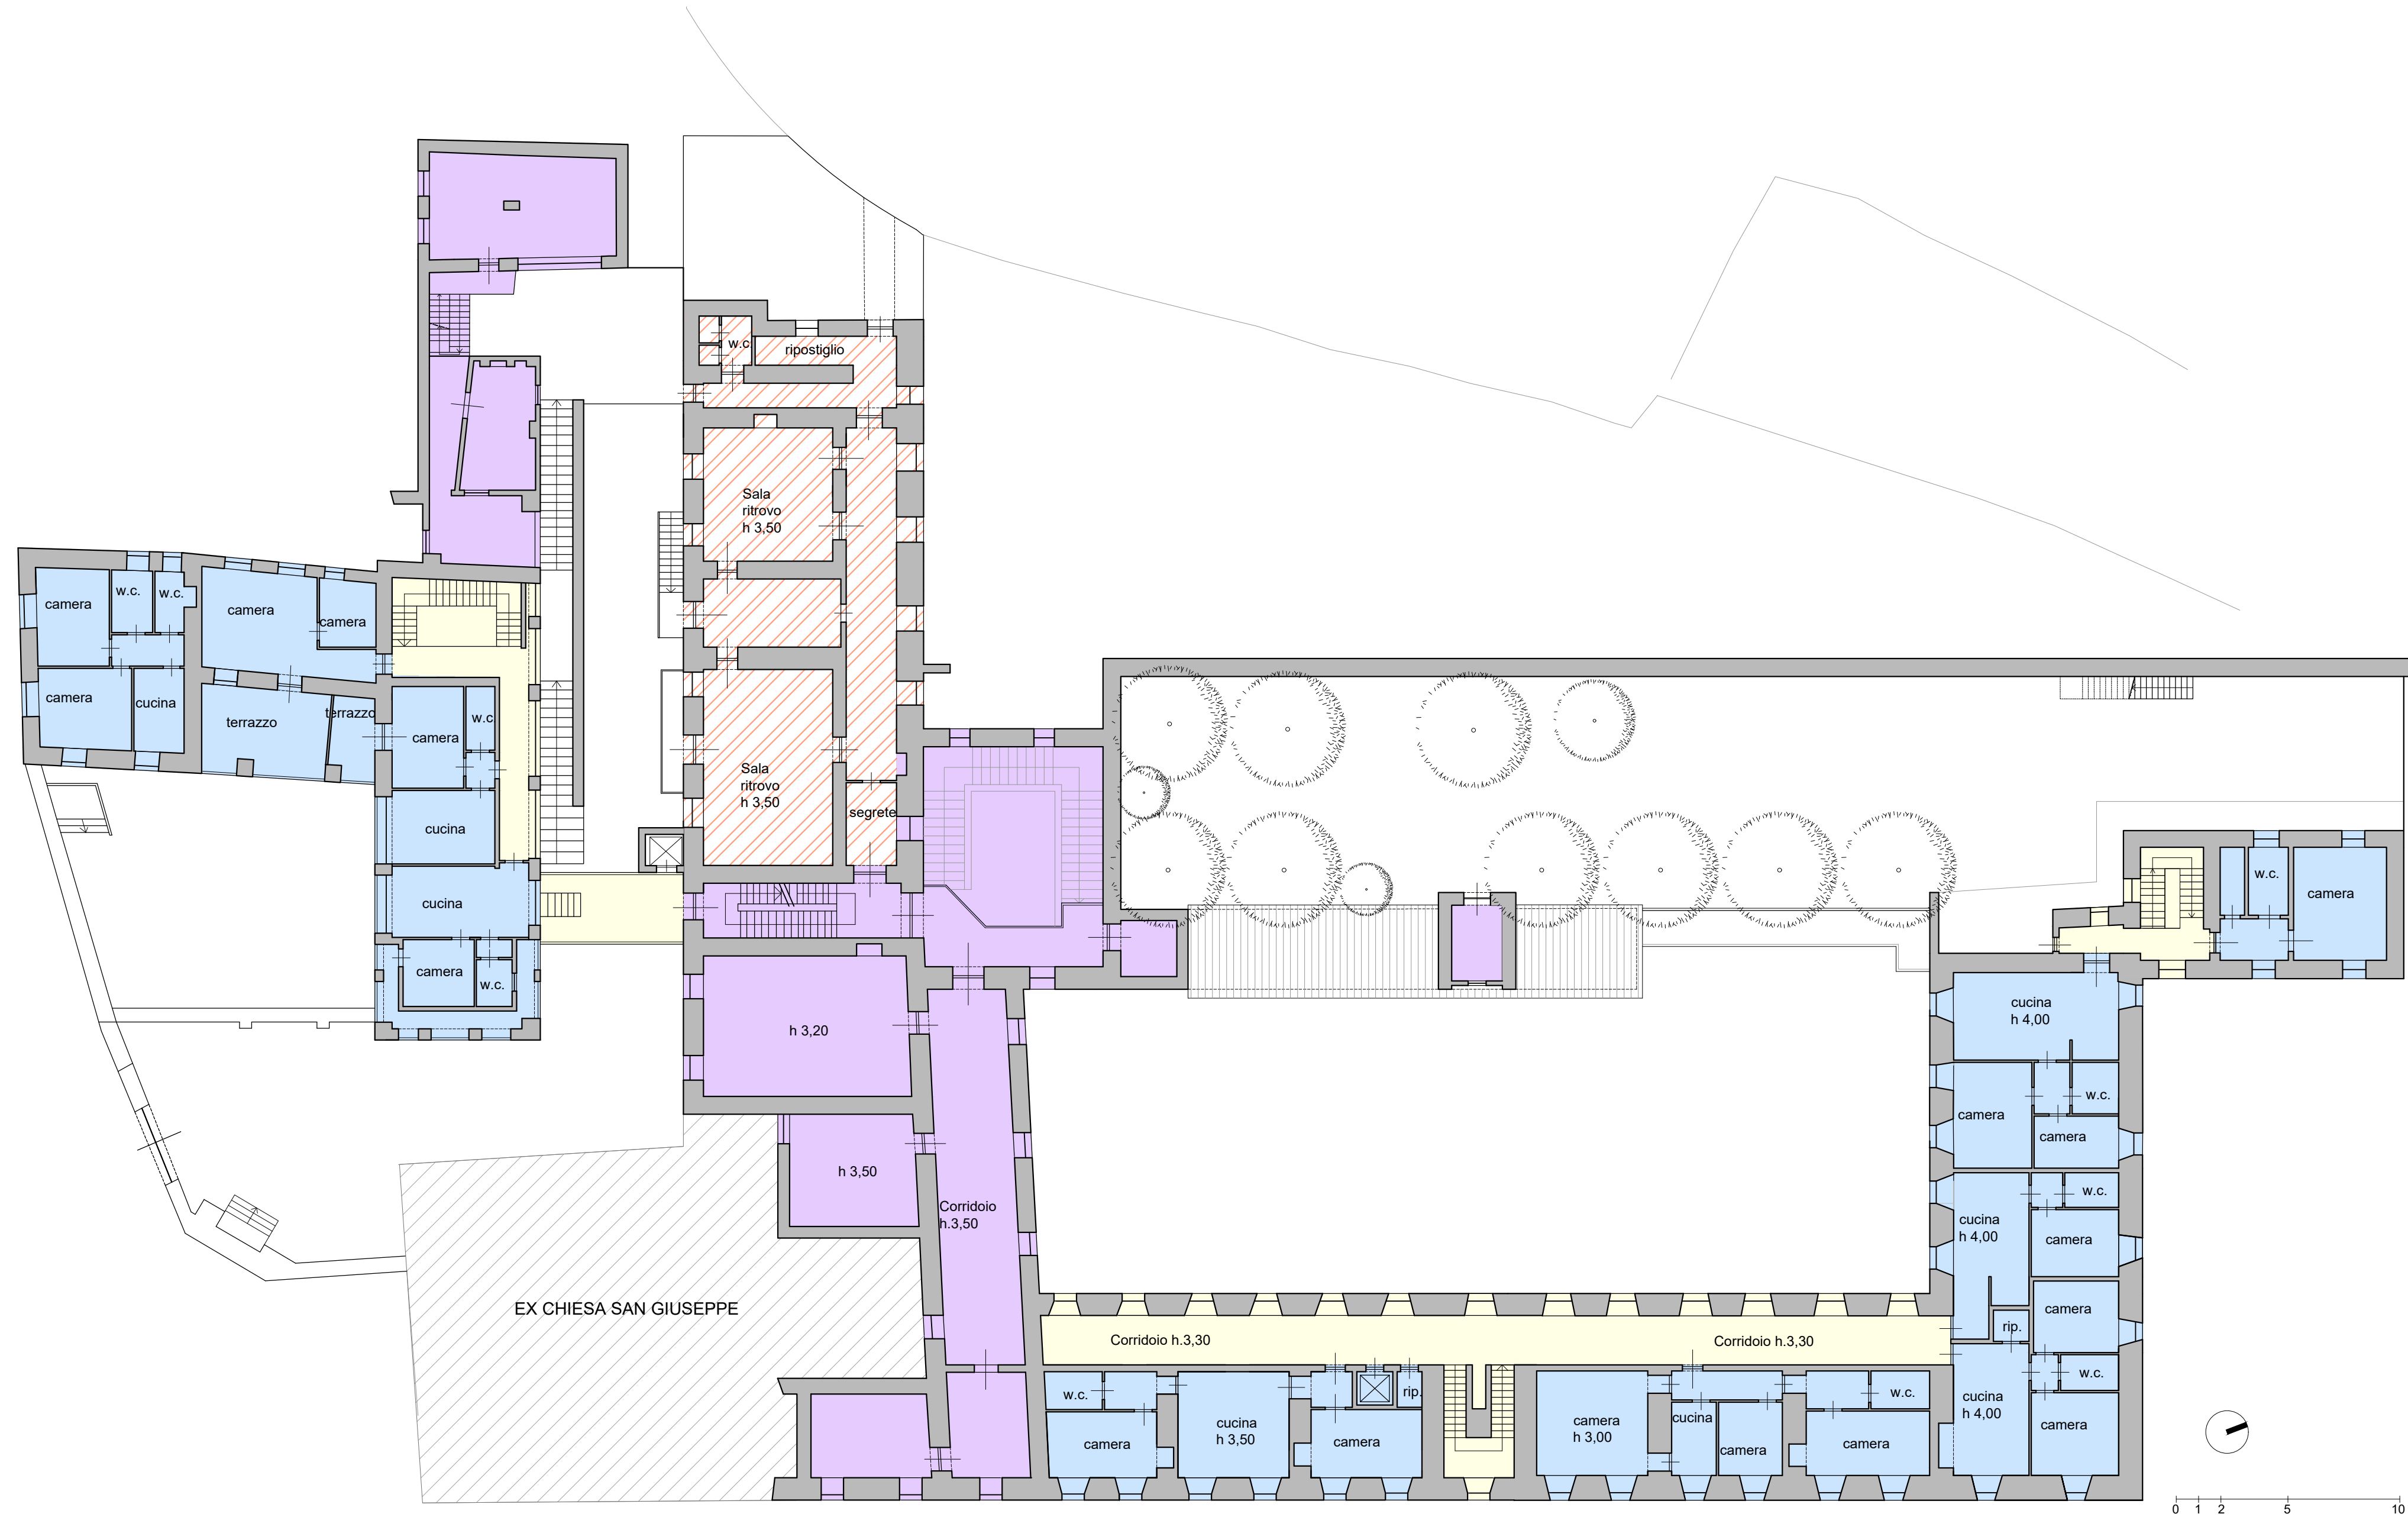 w.c.
ripostiglio
Sala
ritrovo
h 3,50
camera
w.c.
w.c.
camera
camera
camera
cucina
terrazzo
terrazzo
camera
w.c
cucina
cucina
camera
w.c.
Sala
ritrovo
h 3,50
segrete
w.c.
camera
h 3,20
h 3,50
Corridoio
h.3,50
EX CHIESA SAN GIUSEPPE
cucina
h 4,00
camera
w.c.
camera
w.c.
cucina
h 4,00
camera
camera
rip.
w.c.
cucina
h 4,00
camera
Corridoio h.3,30
Corridoio h.3,30
w.c.
camera
cucina
h 3,50
camera
rip.
camera
h 3,00
cucina
camera
w.c.
camera
0 1 2 5 10